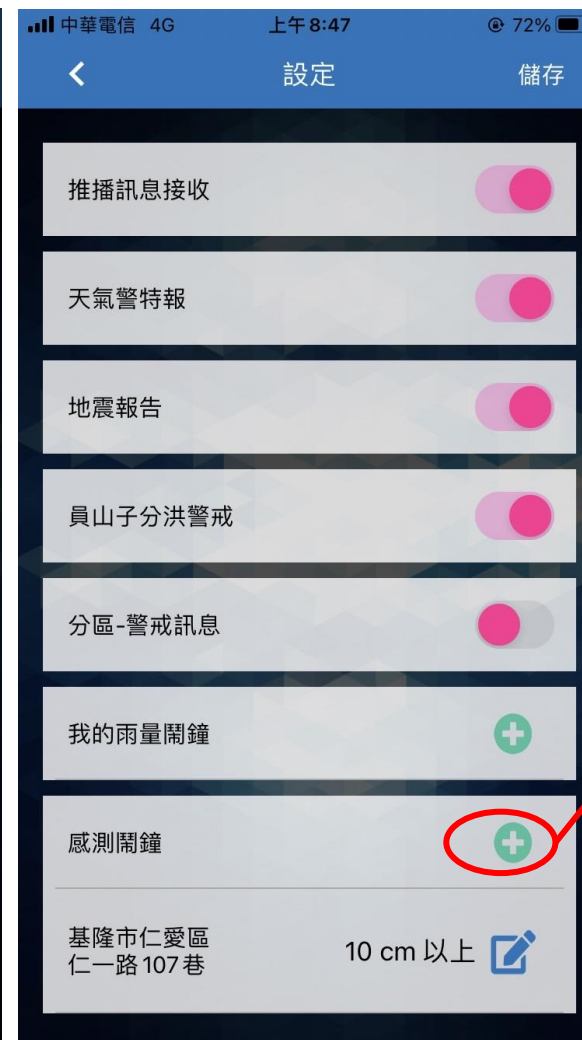 中華電信 4G 上午8:47 72%
設定 儲存
推播訊息接收
天氣警特報
地震報告
員山子分洪警戒
分區-警戒訊息
我的雨量鬧鐘
感測鬧鐘
基隆市仁愛區
仁一路107巷
10 cm 以上